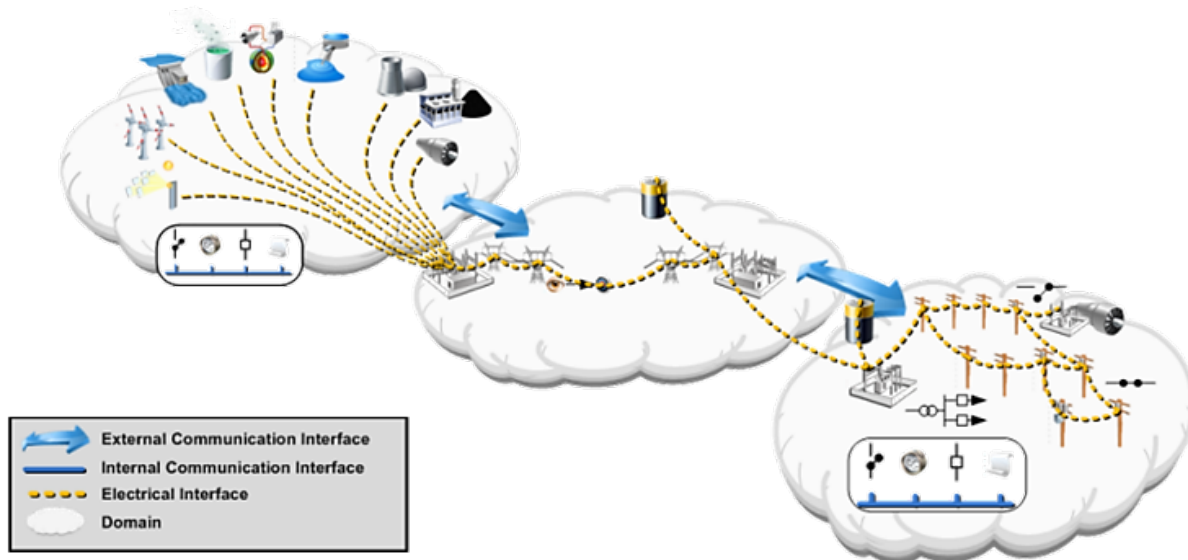 External Communication Interface
Internal Communication Interface
Electrical Interface
Domain